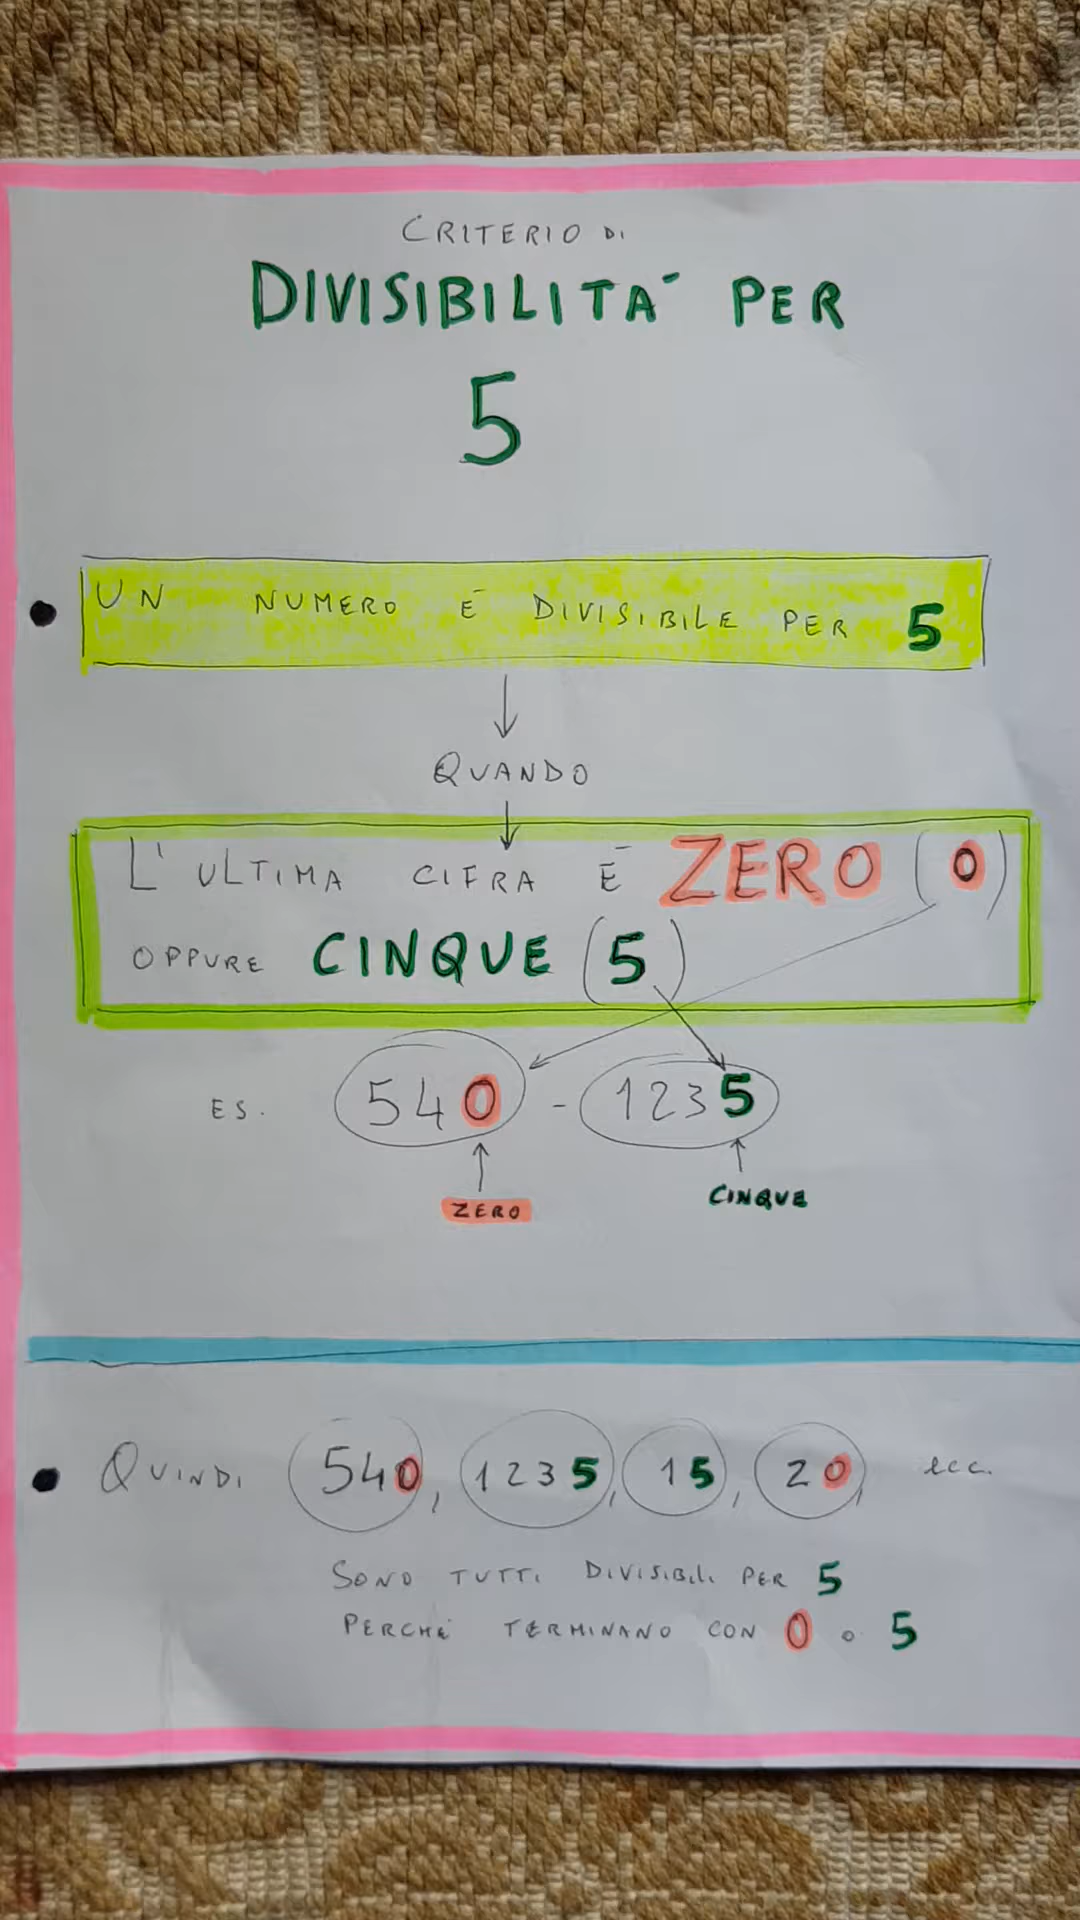 CRITERIO DI
DIVISIBILITA' PER
5
UN NUMERO É DIVISIBILE PER 5
QUANDO
L'ULTIMA CIFRA É ZERO (0)
OPPURE CINQUE (5)
ES. 540 - 1235
ZERO CINQUE
QUINDI 540, 1235, 15, 20, ecc.
SONO TUTTI DIVISIBILI PER 5
PERCHÉ TERMINANO CON 0 o 5